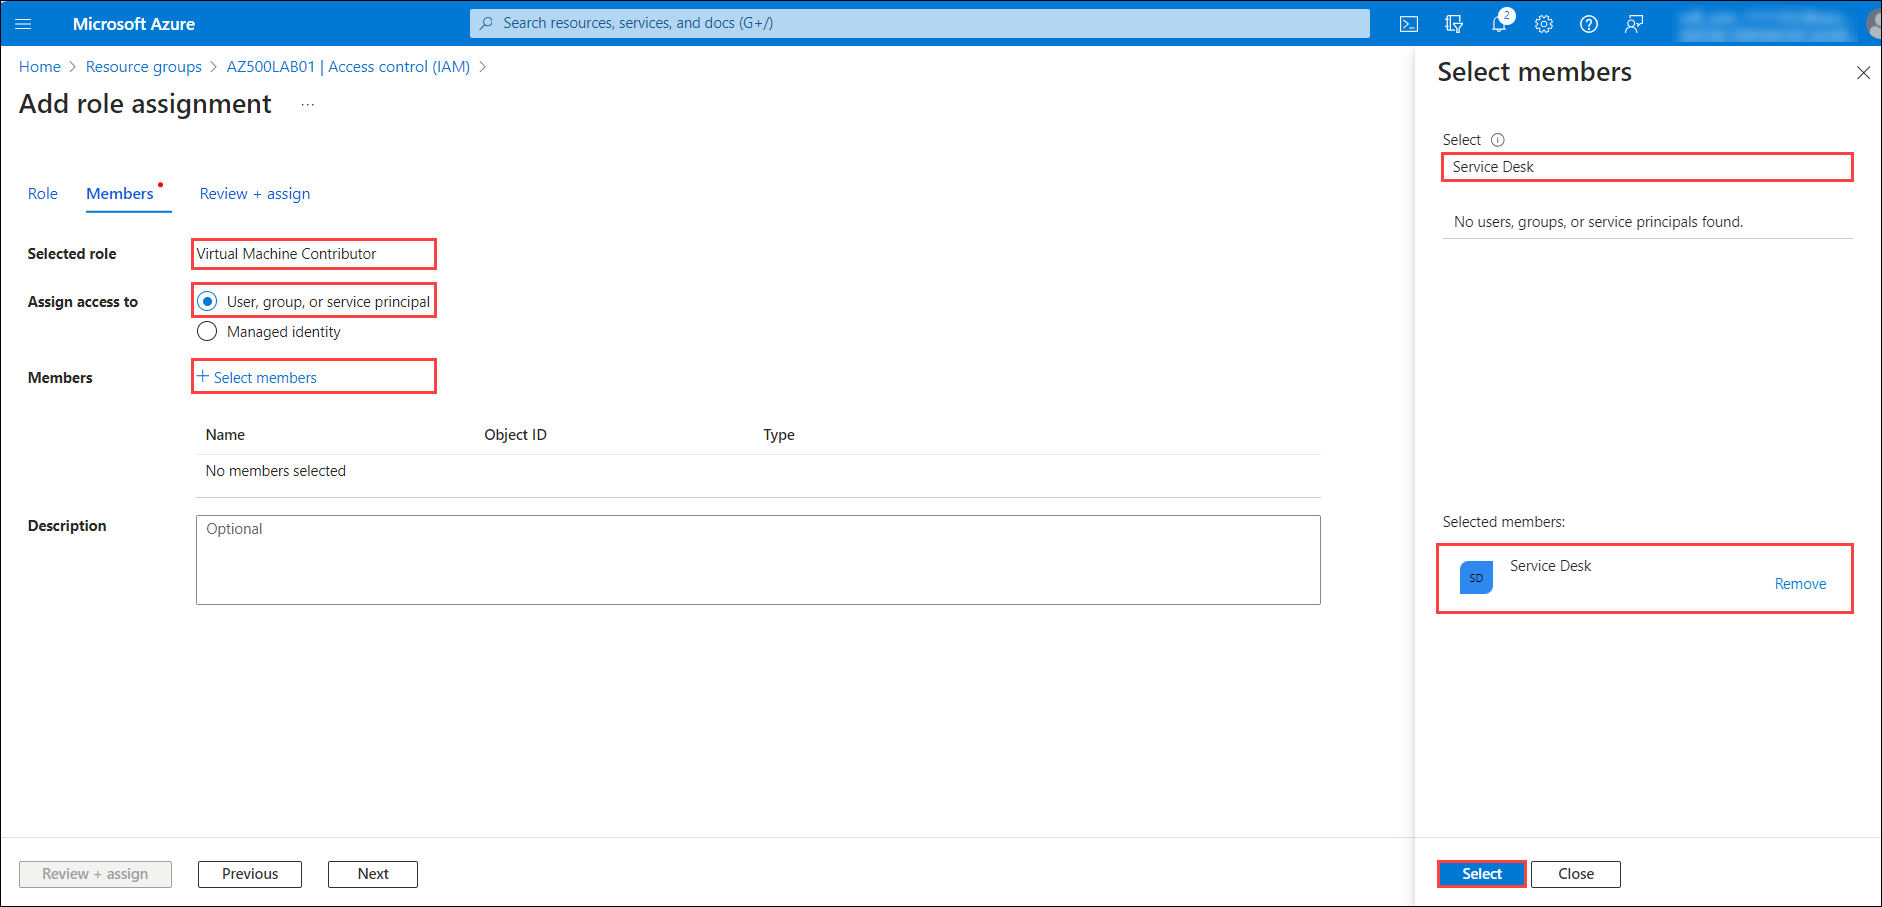 Microsoft Azure
Search resources, services, and docs (G+/)
2
Home > Resource groups > AZ500LAB01 | Access control (IAM) >
Add role assignment ...
Role Members Review + assign
Selected role Virtual Machine Contributor
Assign access to User, group, or service principal
Managed identity
Members + Select members
Name Object ID Type
No members selected
Description Optional
Review + assign Previous Next
Select members
Select
Service Desk
No users, groups, or service principals found.
Selected members:
SD Service Desk
Remove
Select Close